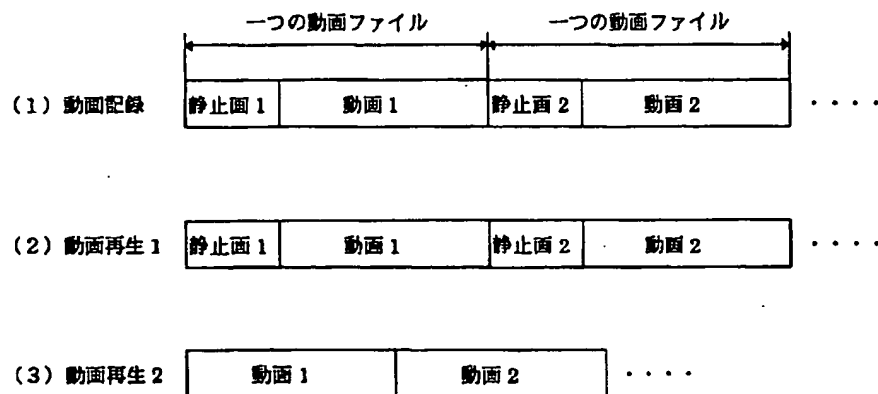 一つの動画ファイル 一つの動画ファイル
(1) 動画記録 静止画 1 動画 1 静止画 2 動画 2 ・・・・
(2) 動画再生 1 静止画 1 動画 1 静止画 2 動画 2 ・・・・
(3) 動画再生 2 動画 1 動画 2 ・・・・